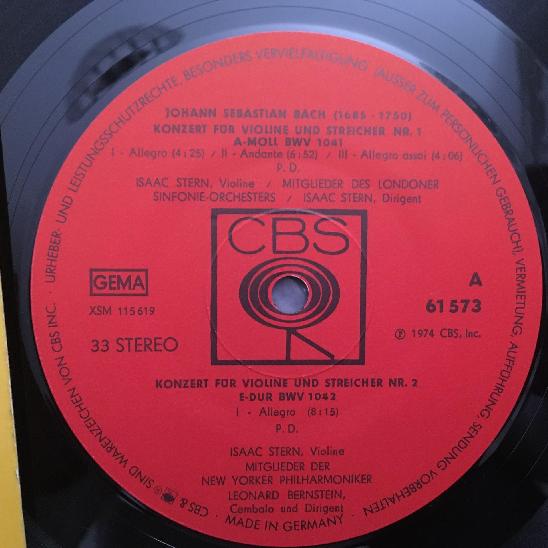 JOHANN SEBASTIAN BACH (1685 - 1750)
KONZERT FÜR VIOLINE UND STREICHER NR. 1
A-MOLL BWV 1041
I - Allegro (4:25) / II - Andante (6:52) / III - Allegro assai (4:06)
P. D.
ISAAC STERN, Violine / MITGLIEDER DES LONDONER
SINFONIE-ORCHESTERS / ISAAC STERN, Dirigent
CBS
GEMA
XSM 115619
33 STEREO
A
61 573
Ⓟ 1974 CBS, Inc.
KONZERT FÜR VIOLINE UND STREICHER NR. 2
E-DUR BWV 1042
I - Allegro (8:15)
P. D.
ISAAC STERN, Violine
MITGLIEDER DER
NEW YORKER PHILHARMONIKER
LEONARD BERNSTEIN,
Cembalo und Dirigent
CBS & ® SIND WARENZEICHEN VON CBS INC. · URHEBER- UND LEISTUNGSSCHUTZRECHTE, BESONDERS VERVIELFÄLTIGUNG (AUSSER ZUM PERSÖNLICHEN GEBRAUCH), VERMIETUNG, AUFFÜHRUNG, SENDUNG VORBEHALTEN · MADE IN GERMANY ·